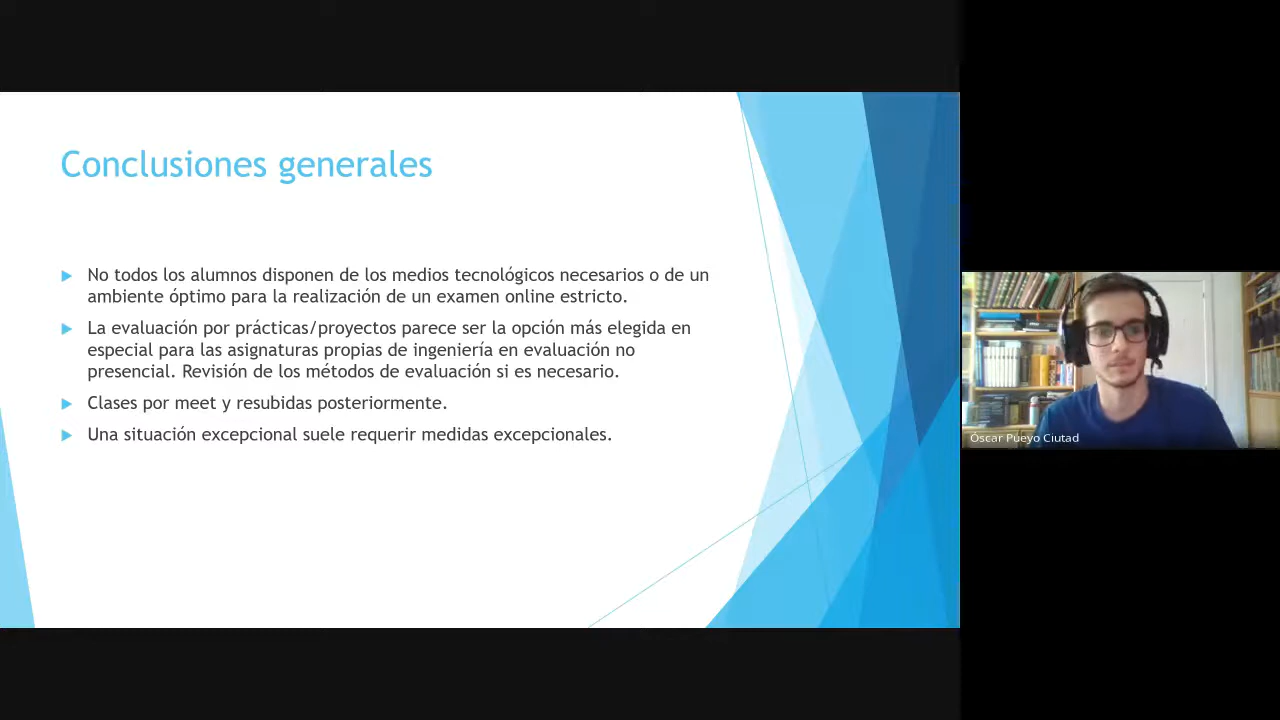 Conclusiones generales
No todos los alumnos disponen de los medios tecnológicos necesarios o de un
ambiente óptimo para la realización de un examen online estricto.
La evaluación por prácticas/proyectos parece ser la opción más elegida en
especial para las asignaturas propias de ingeniería en evaluación no
presencial. Revisión de los métodos de evaluación si es necesario.
Clases por meet y resubidas posteriormente.
Una situación excepcional suele requerir medidas excepcionales.
Óscar Pueyo Ciutad